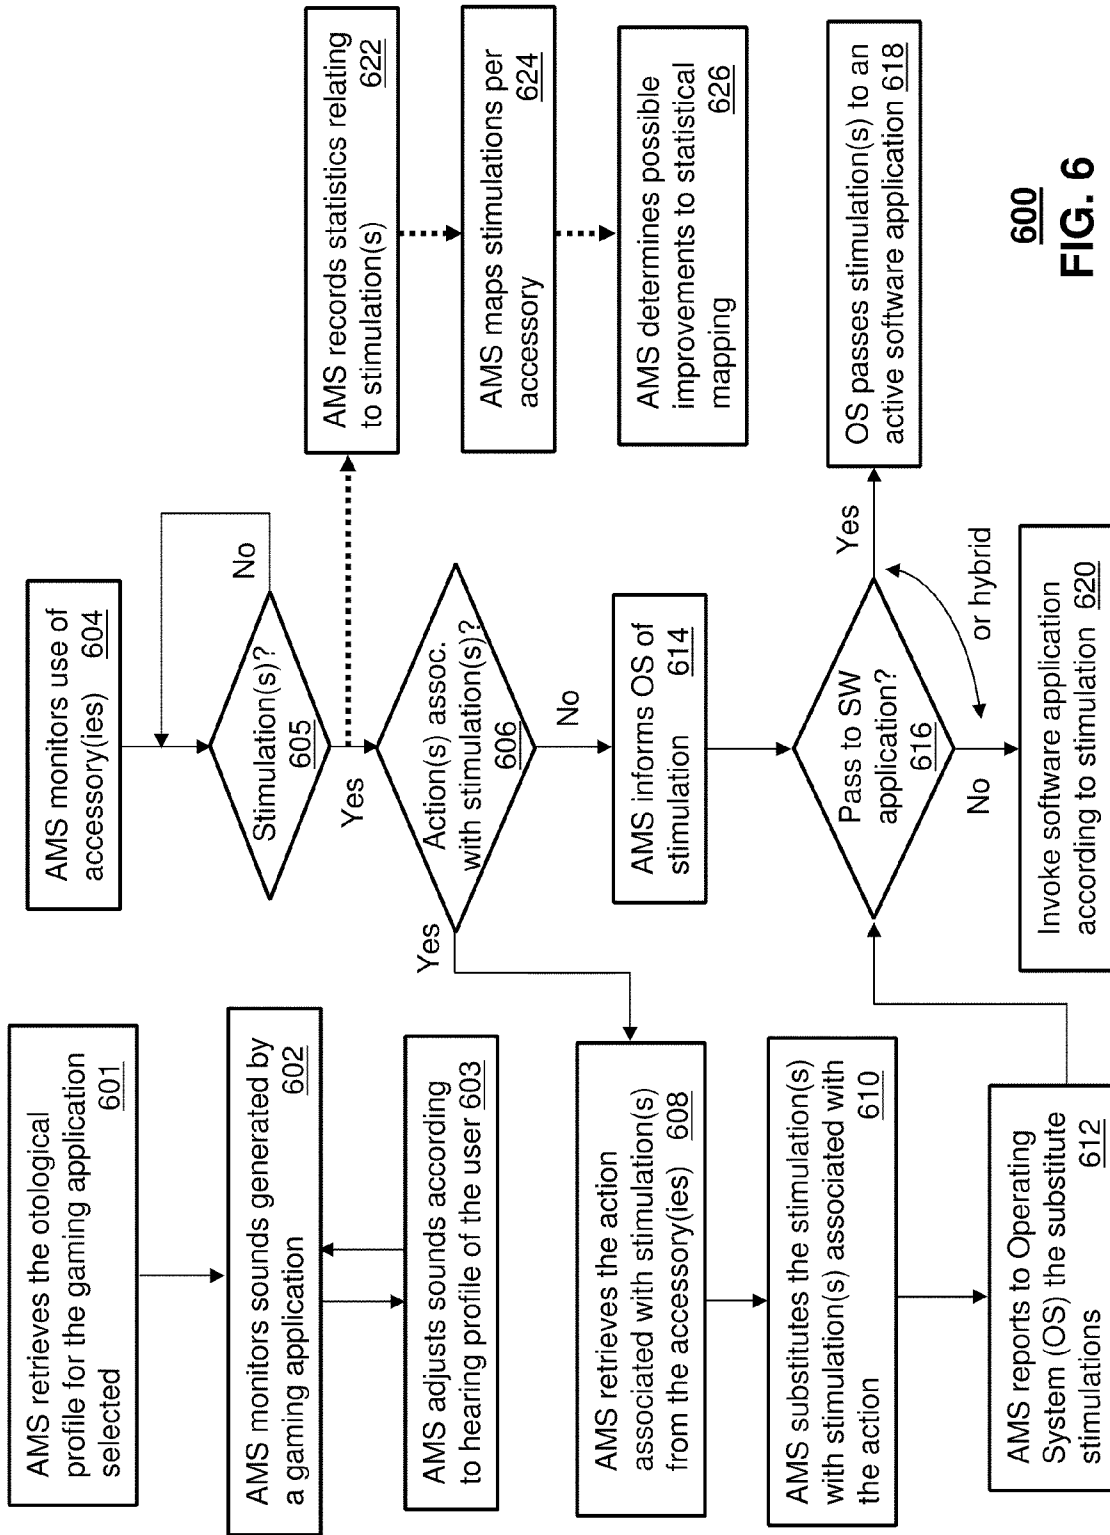 AMS retrieves the otological
profile for the gaming application
selected 601
AMS monitors sounds generated by
a gaming application 602
AMS adjusts sounds according
to hearing profile of the user 603
AMS monitors use of
accessory(ies) 604
Stimulation(s)?
605
No
Yes
AMS records statistics relating
to stimulation(s) 622
AMS maps stimulations per
accessory 624
AMS determines possible
improvements to statistical
mapping 626
Action(s) assoc.
with stimulation(s)?
606
Yes
No
AMS retrieves the action
associated with stimulation(s)
from the accessory(ies) 608
AMS substitutes the stimulation(s)
with stimulation(s) associated with
the action 610
AMS reports to Operating
System (OS) the substitute
stimulations 612
AMS informs OS of
stimulation 614
Pass to SW
application?
616
Yes
No
or hybrid
OS passes stimulation(s) to an
active software application 618
Invoke software application
according to stimulation 620
600
FIG. 6